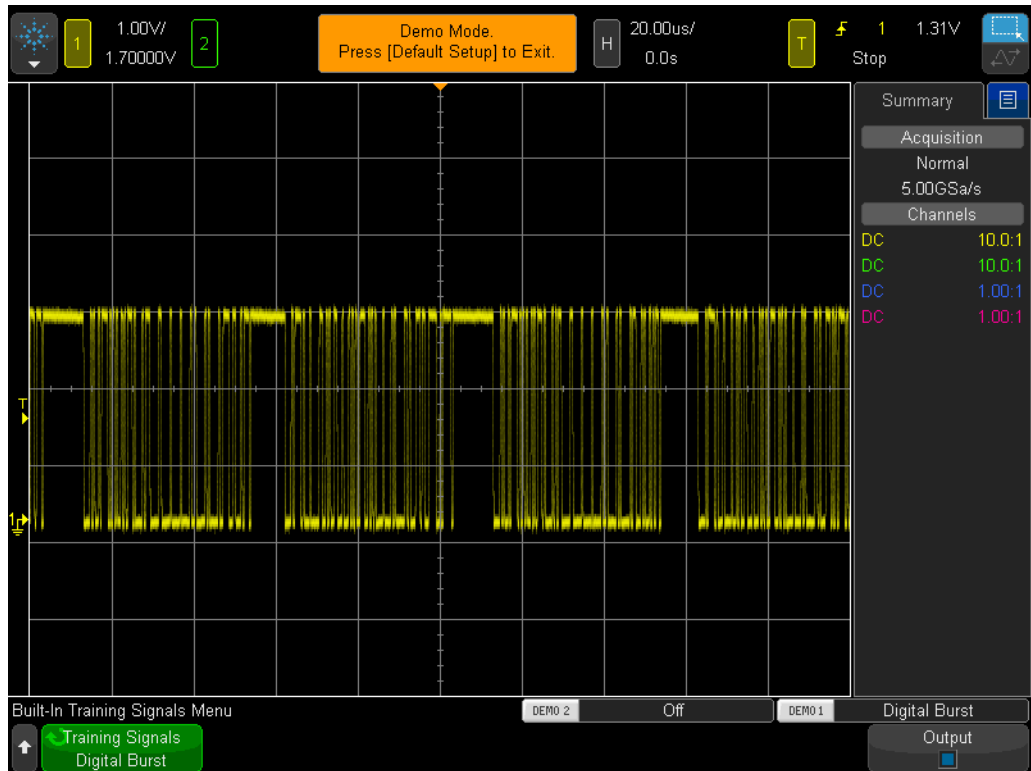 1
1.00V/
1.70000V
2
Demo Mode.
Press [Default Setup] to Exit.
H
20.00us/
0.0s
T
1
1.31V
Stop
Summary
Acquisition
Normal
5.00GSa/s
Channels
DC 10.0:1
DC 10.0:1
DC 1.00:1
DC 1.00:1
T
1
Built-In Training Signals Menu
DEMO 2
Off
DEMO 1
Digital Burst
Training Signals
Digital Burst
Output